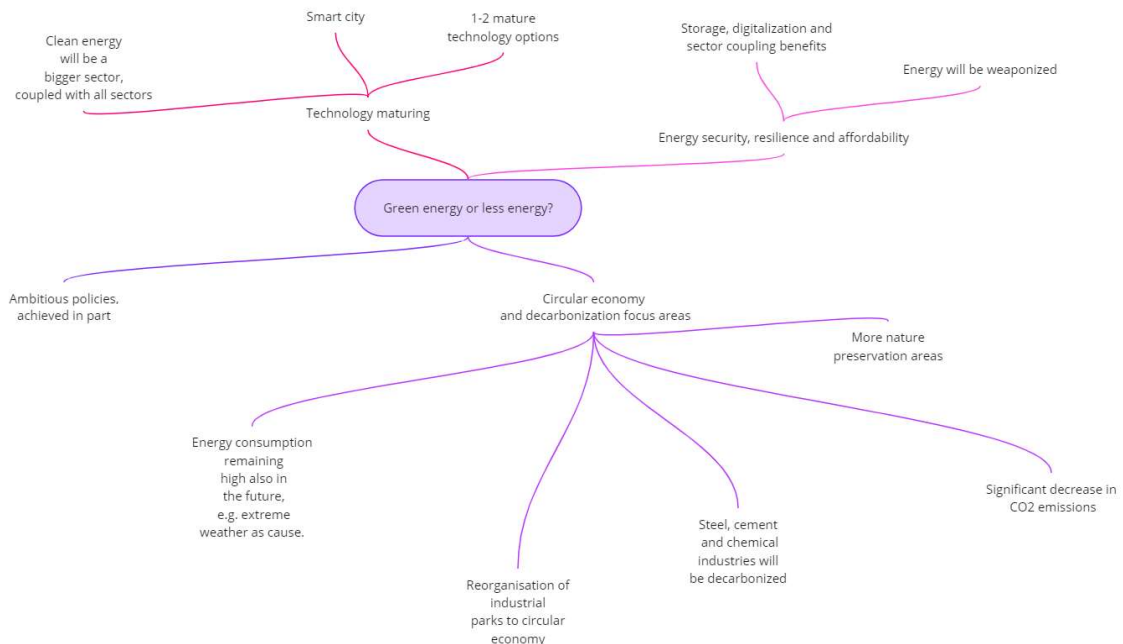 Smart city
1-2 mature
technology options
Clean energy
will be a
bigger sector,
coupled with all sectors
Technology maturing
Storage, digitalization and
sector coupling benefits
Energy will be weaponized
Energy security, resilience and affordability
Green energy or less energy?
Ambitious policies,
achieved in part
Circular economy
and decarbonization focus areas
More nature
preservation areas
Energy consumption
remaining
high also in
the future,
e.g. extreme
weather as cause.
Reorganisation of
industrial
parks to circular
economy
Steel, cement
and chemical
industries will
be decarbonized
Significant decrease in
CO2 emissions